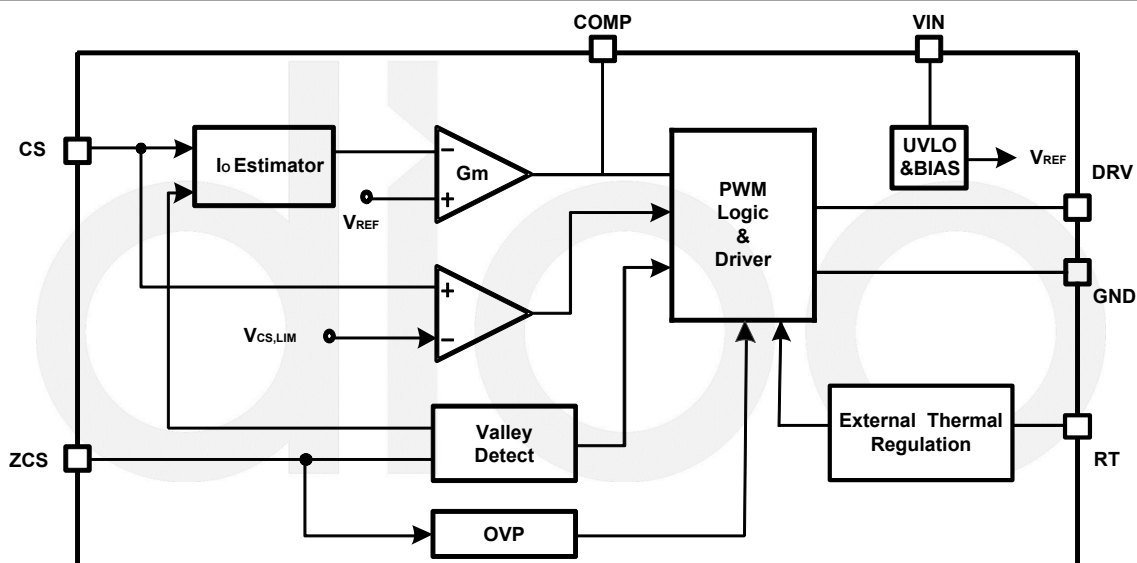 COMP
VIN
CS
Io Estimator
−
Gm
+
VREF
PWM
Logic
&
Driver
UVLO
&BIAS
VREF
DRV
GND
+
−
VCS,LIM
ZCS
Valley
Detect
OVP
External Thermal
Regulation
RT
dioo